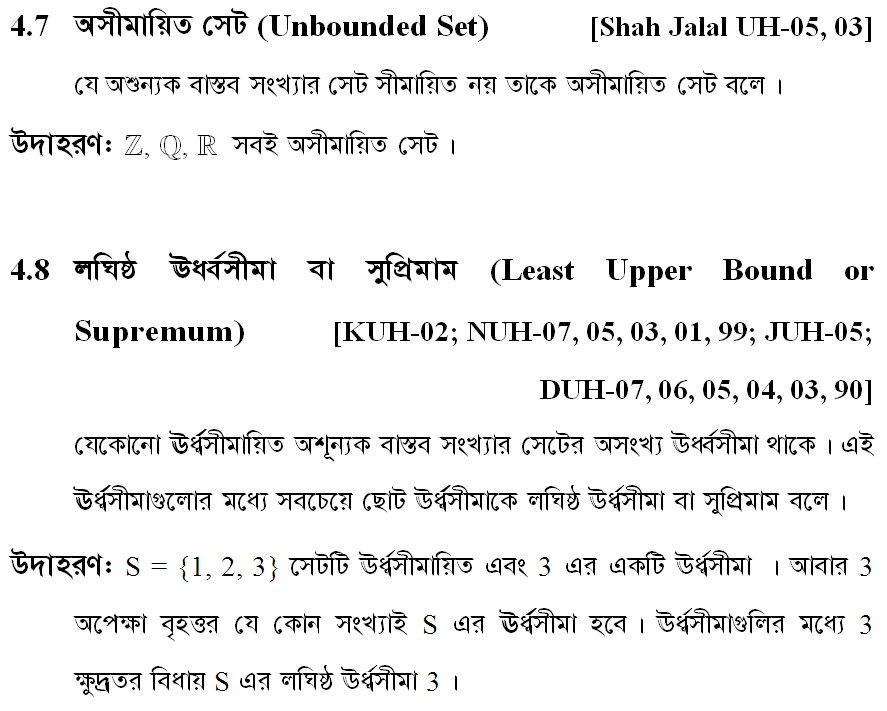 4.7 অসীমায়িত সেট (Unbounded Set) [Shah Jalal UH-05, 03]
যে অশুন্যক বাস্তব সংখ্যার সেট সীমায়িত নয় তাকে অসীমায়িত সেট বলে ।
উদাহরণঃ ℤ, ℚ, ℝ সবই অসীমায়িত সেট ।
4.8 লঘিষ্ঠ ঊধর্বসীমা বা সুপ্রিমাম (Least Upper Bound or
Supremum) [KUH-02; NUH-07, 05, 03, 01, 99; JUH-05;
DUH-07, 06, 05, 04, 03, 90]
যেকোনো ঊর্ধ্বসীমায়িত অশূন্যক বাস্তব সংখ্যার সেটের অসংখ্য উর্ধ্বসীমা থাকে । এই
ঊর্ধ্বসীমাগুলোর মধ্যে সবচেয়ে ছোট উর্ধ্বসীমাকে লঘিষ্ঠ উর্ধ্বসীমা বা সুপ্রিমাম বলে ।
উদাহরণঃ S = {1, 2, 3} সেটটি উর্ধ্বসীমায়িত এবং 3 এর একটি উর্ধ্বসীমা । আবার 3
অপেক্ষা বৃহত্তর যে কোন সংখ্যাই S এর ঊর্ধ্বসীমা হবে । উর্ধ্বসীমাগুলির মধ্যে 3
ক্ষুদ্রতর বিধায় S এর লঘিষ্ঠ উর্ধ্বসীমা 3 ।